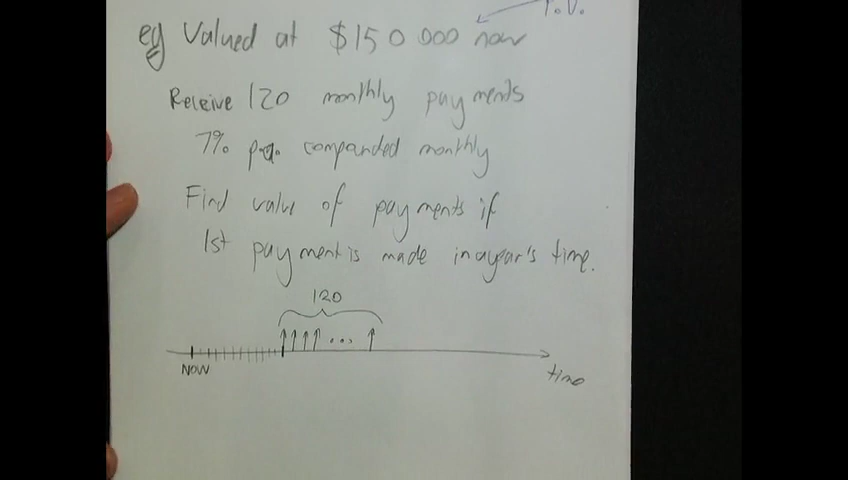 P.V.
eg Valued at $150 000 now
Receive 120 monthly payments
7% p.a. compounded monthly
Find value of payments if
1st payment is made in a year's time.
120
...
NOW
time